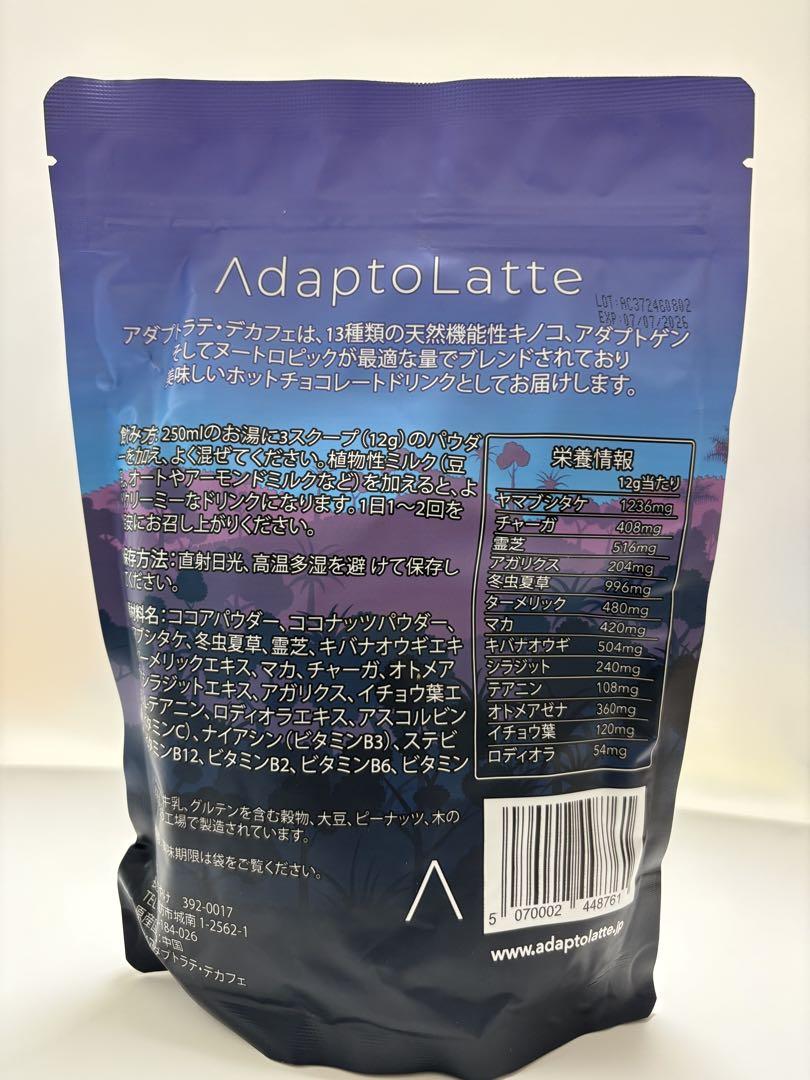 AdaptoLatte
LOT:AC372460802
EXP:07/07/2026
アダプトラテ・デカフェは、13種類の天然機能性キノコ、アダプトゲン
そしてヌートロピックが最適な量でブレンドされており
美味しいホットチョコレートドリンクとしてお届けします。
飲み方: 250mlのお湯に3スクープ(12g)のパウダ
ーを加え、よく混ぜてください。植物性ミルク(豆
、オートやアーモンドミルクなど)を加えると、よ
クリーミーなドリンクになります。1日1〜2回を
安にお召し上がりください。
保存方法:直射日光、高温多湿を避 けて保存し
てください。
材料名:ココアパウダー、ココナッツパウダー、
ブシタケ、冬虫夏草、霊芝、キバナオウギエキ
ターメリックエキス、マカ、チャーガ、オトメア
シラジットエキス、アガリクス、イチョウ葉エ
テアニン、ロディオラエキス、アスコルビン
ビタミンC)、ナイアシン(ビタミンB3)、ステビ
タミンB12、ビタミンB2、ビタミンB6、ビタミン
牛乳、グルテンを含む穀物、大豆、ピーナッツ、木の
工場で製造されています。
味期限は袋をご覧ください。
392-0017
市城南 1-2562-1
184-026
:中国
アダプトラテ・デカフェ
栄養情報
12g当たり
ヤマブシタケ 1236mg
チャーガ 408mg
霊芝 516mg
アガリクス 204mg
冬虫夏草 996mg
ターメリック 480mg
マカ 420mg
キバナオウギ 504mg
シラジット 240mg
テアニン 108mg
オトメアゼナ 360mg
イチョウ葉 120mg
ロディオラ 54mg
5 070002 448761
www.adaptolatte.jp